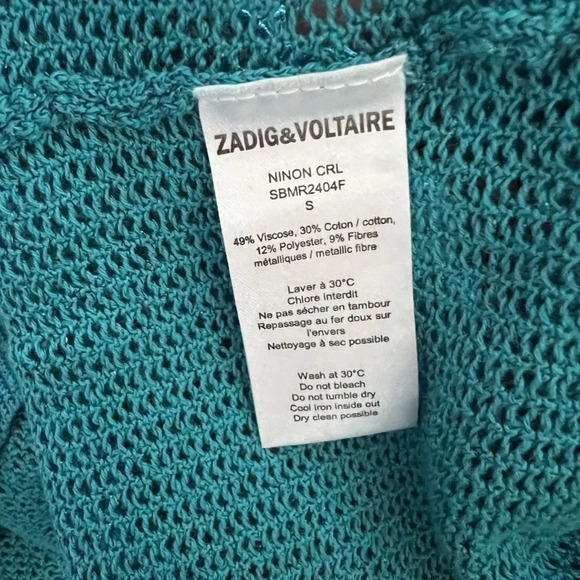 ZADIG&VOLTAIRE
NINON CRL
SBMR2404F
S
49% Viscose, 30% Coton / cotton,
12% Polyester, 9% Fibres
métalliques / metallic fibre
Laver à 30°C
Chlore interdit
Ne pas sécher en tambour
Repassage au fer doux sur
l'envers
Nettoyage à sec possible
Wash at 30°C
Do not bleach
Do not tumble dry
Cool iron inside out
Dry clean possible